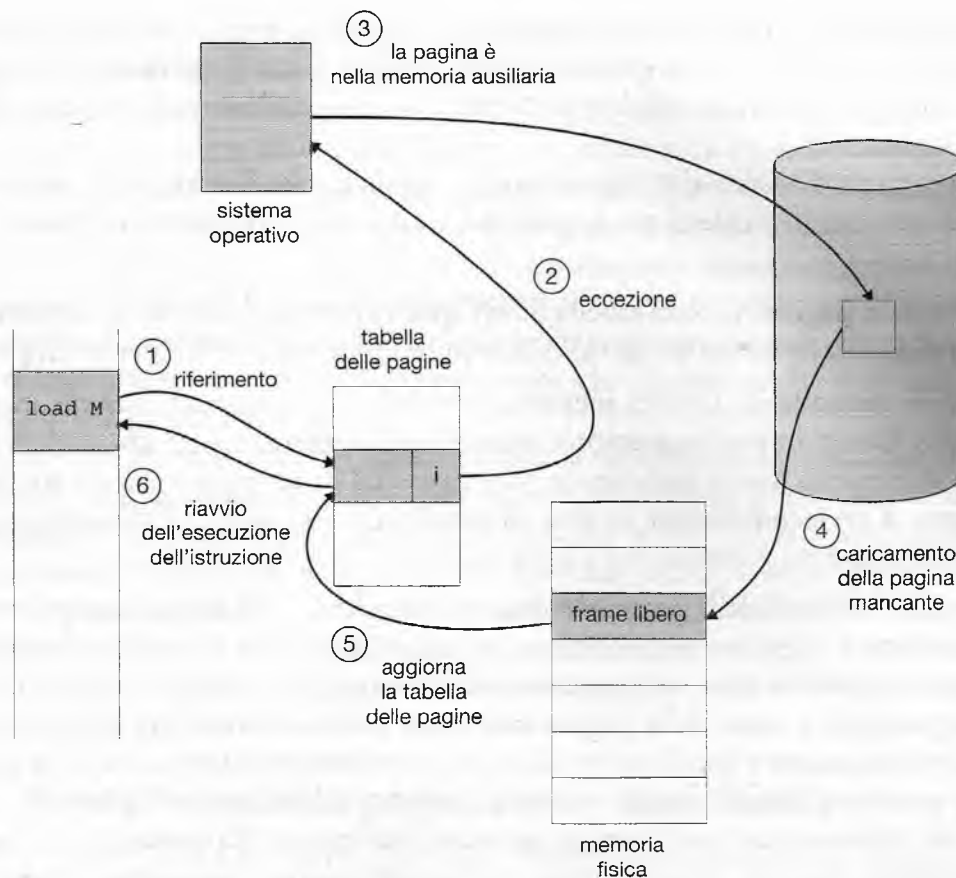 3
la pagina è
nella memoria ausiliaria
sistema
operativo
2
eccezione
tabella
delle pagine
1
riferimento
load M
i
6
riavvio
dell'esecuzione
dell'istruzione
4
caricamento
della pagina
mancante
frame libero
5
aggiorna
la tabella
delle pagine
memoria
fisica